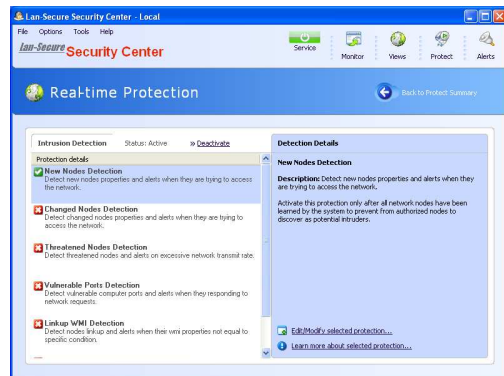 Lan-Secure Security Center - Local
File Options Tools Help
Lan-Secure Security Center
Service
Monitor
Views
Protect
Alerts
Real-time Protection
Back to Protect Summary
Intrusion Detection Status: Active » Deactivate
Protection details
New Nodes Detection
Detect new nodes properties and alerts when they are trying to access
the network.
Changed Nodes Detection
Detect changed nodes properties and alerts when they are trying to
access the network.
Threatened Nodes Detection
Detect threatened nodes and alerts on excessive network transmit rate.
Vulnerable Ports Detection
Detect vulnerable computer ports and alerts when they responding to
network requests.
Linkup WMI Detection
Detect nodes linkup and alerts when their wmi properties not equal to
specific condition.
Detection Details
New Nodes Detection
Description: Detect new nodes properties and alerts when they
are trying to access the network.
Activate this protection only after all network nodes have been
learned by the system to prevent from authorized nodes to
discover as potential intruders.
Edit/Modify selected protection...
Learn more about selected protection...